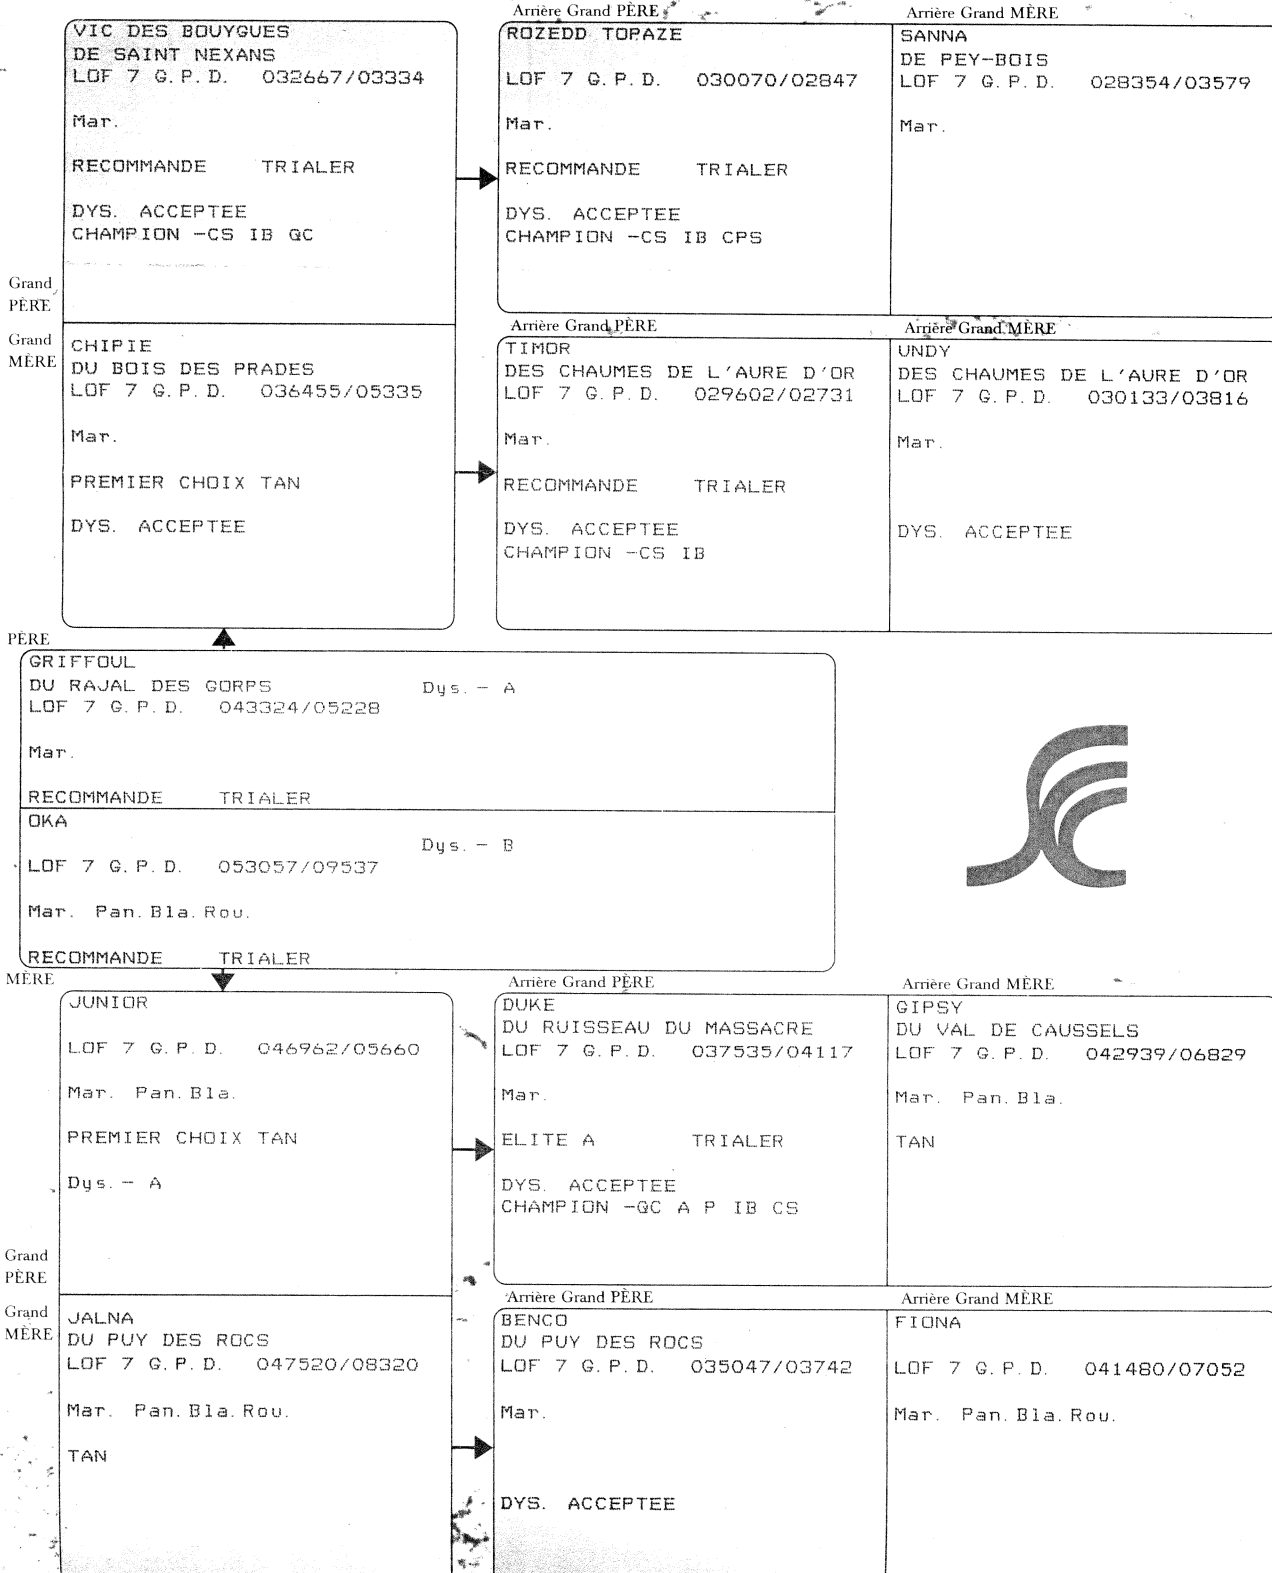 Arrière Grand PÈRE
Arrière Grand MÈRE
VIC DES BOUYGUES
DE SAINT NEXANS
LOF 7 G.P.D. 032667/03334
Mar.
RECOMMANDE TRIALER
DYS. ACCEPTEE
CHAMPION -CS IB GC
ROZEDD TOPAZE
LOF 7 G.P.D. 030070/02847
Mar.
RECOMMANDE TRIALER
DYS. ACCEPTEE
CHAMPION -CS IB CPS
SANNA
DE PEY-BOIS
LOF 7 G.P.D. 028354/03579
Mar.
Grand
PÈRE
Grand
MÈRE
CHIPIE
DU BOIS DES PRADES
LOF 7 G.P.D. 036455/05335
Mar.
PREMIER CHOIX TAN
DYS. ACCEPTEE
Arrière Grand PÈRE
Arrière Grand MÈRE
TIMOR
DES CHAUMES DE L'AURE D'OR
LOF 7 G.P.D. 029602/02731
Mar.
RECOMMANDE TRIALER
DYS. ACCEPTEE
CHAMPION -CS IB
UNDY
DES CHAUMES DE L'AURE D'OR
LOF 7 G.P.D. 030133/03816
Mar.
DYS. ACCEPTEE
PÈRE
GRIFFOUL
DU RAJAL DES GORPS Dys.- A
LOF 7 G.P.D. 043324/05228
Mar.
RECOMMANDE TRIALER
OKA
Dys.- B
LOF 7 G.P.D. 053057/09537
Mar. Pan.Bla.Rou.
RECOMMANDE TRIALER
MÈRE
JUNIOR
LOF 7 G.P.D. 046962/05660
Mar. Pan.Bla.
PREMIER CHOIX TAN
Dys.- A
Arrière Grand PÈRE
Arrière Grand MÈRE
DUKE
DU RUISSEAU DU MASSACRE
LOF 7 G.P.D. 037535/04117
Mar.
ELITE A TRIALER
DYS. ACCEPTEE
CHAMPION -GC A P IB CS
GIPSY
DU VAL DE CAUSSELS
LOF 7 G.P.D. 042939/06829
Mar. Pan.Bla.
TAN
Grand
PÈRE
Grand
MÈRE
JALNA
DU PUY DES ROCS
LOF 7 G.P.D. 047520/08320
Mar. Pan.Bla.Rou.
TAN
Arrière Grand PÈRE
Arrière Grand MÈRE
BENCO
DU PUY DES ROCS
LOF 7 G.P.D. 035047/03742
Mar.
DYS. ACCEPTEE
FIONA
LOF 7 G.P.D. 041480/07052
Mar. Pan.Bla.Rou.